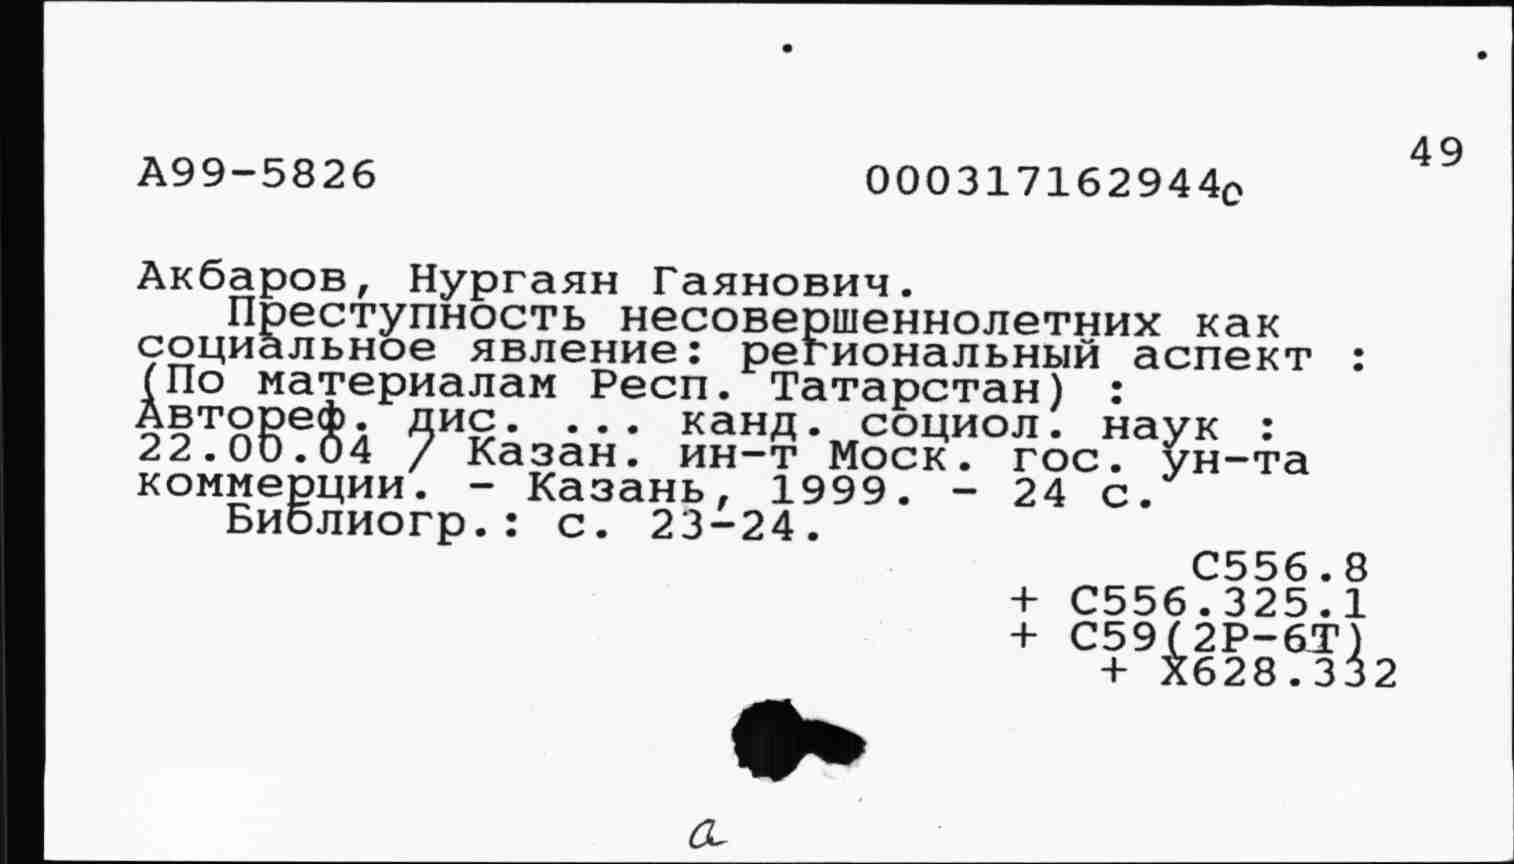 49
А99-5826 000317162944с
Акбаров, Нургаян Гаянович.
Преступность несовершеннолетних как
социальное явление: региональный аспект :
(По материалам Респ. Татарстан) :
Автореф. дис. ... канд. социол. наук :
22.00.04 / Казан. ин-т Моск. гос. ун-та
коммерции. - Казань, 1999. - 24 с.
Библиогр.: с. 23-24.
С556.8
+ С556.325.1
+ С59(2Р-6Т)
+ Х628.332
а